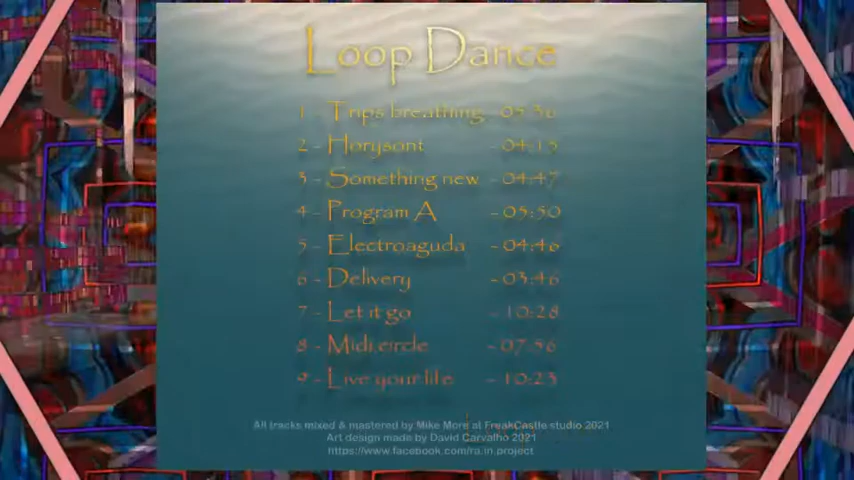 Loop Dance
1 - Trips breathing - 05:36
2 - Horysont - 04:15
3 - Something new - 04:47
4 - Program A - 05:50
5 - Electroaguda - 04:46
6 - Delivery - 03:46
7 - Let it go - 10:28
8 - Midi circle - 07:56
9 - Live your life - 10:23
All tracks mixed & mastered by Mike More at FreakCastle studio 2021
Art design made by David Carvalho 2021
https://www.facebook.com/ra.in.project